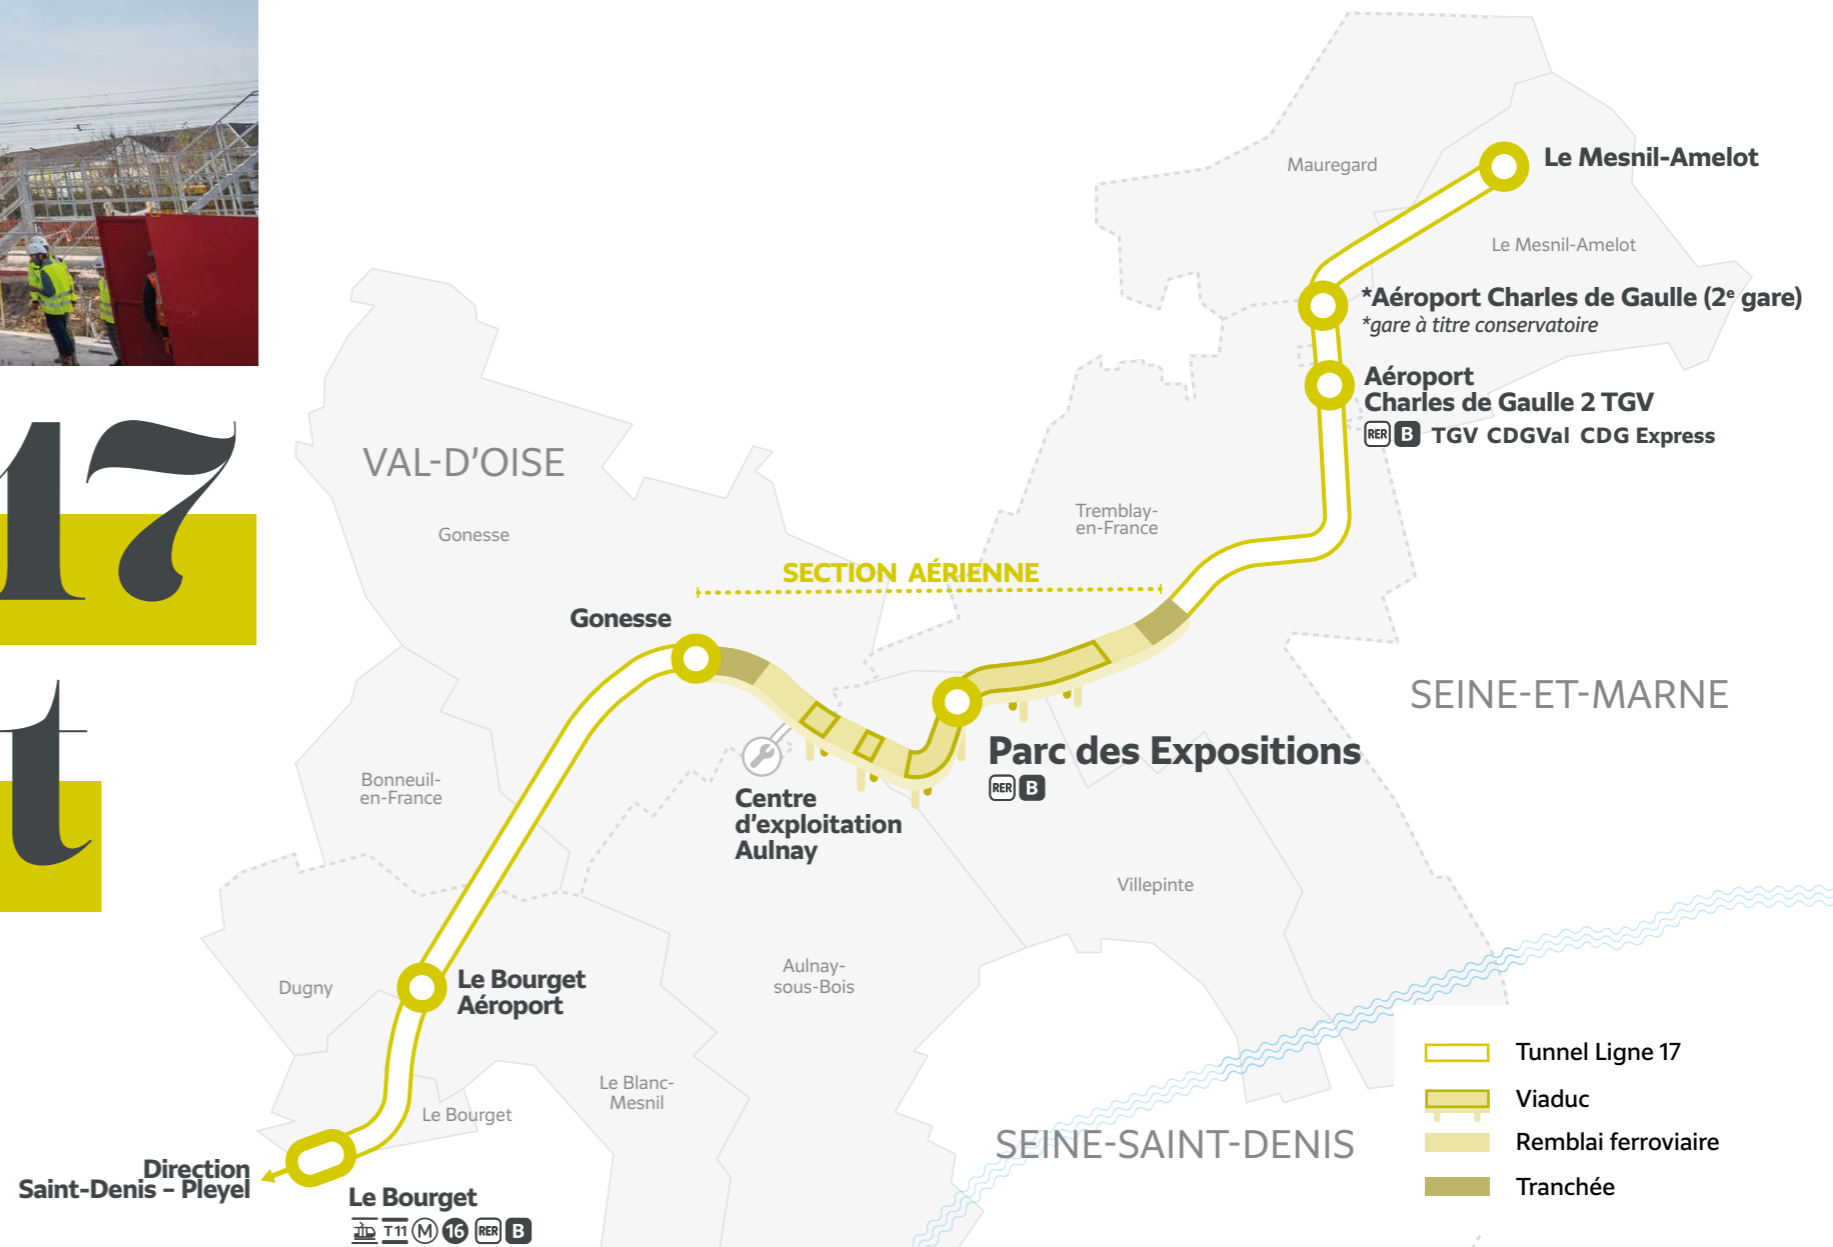 17
t
VAL-D'OISE
Gonesse
Mauregard
Le Mesnil-Amelot
Le Mesnil-Amelot
*Aéroport Charles de Gaulle (2e gare)
*gare à titre conservatoire
Aéroport
Charles de Gaulle 2 TGV
RER B TGV CDGVal CDG Express
Tremblay-
en-France
SECTION AÉRIENNE
Gonesse
SEINE-ET-MARNE
Parc des Expositions
RER B
Bonneuil-
en-France
Centre
d'exploitation
Aulnay
Villepinte
Aulnay-
sous-Bois
Dugny
Le Bourget
Aéroport
Le Blanc-
Mesnil
Le Bourget
SEINE-SAINT-DENIS
Direction
Saint-Denis – Pleyel
Le Bourget
T11 M 16 RER B
Tunnel Ligne 17
Viaduc
Remblai ferroviaire
Tranchée